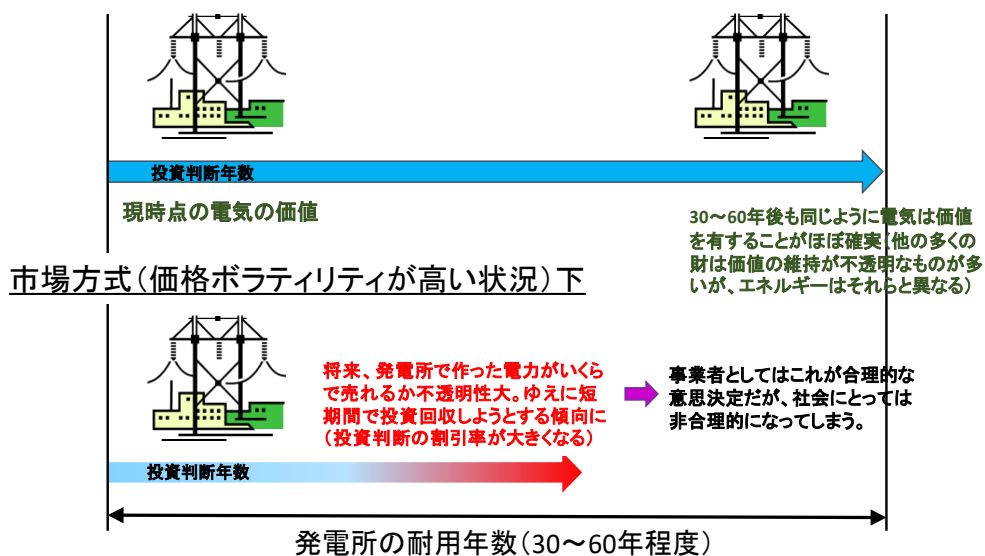 投資判断年数
現時点の電気の価値
30～60年後も同じように電気は価値
を有することがほぼ確実（他の多くの
財は価値の維持が不透明なものが多
いが、エネルギーはそれらと異なる）
市場方式（価格ボラティリティが高い状況）下
将来、発電所で作った電力がいくら
で売れるか不透明性大。ゆえに短
期間で投資回収しようとする傾向に
（投資判断の割引率が大きくなる）
事業者としてはこれが合理的な
意思決定だが、社会にとっては
非合理的になってしまう。
投資判断年数
発電所の耐用年数（30～60年程度）